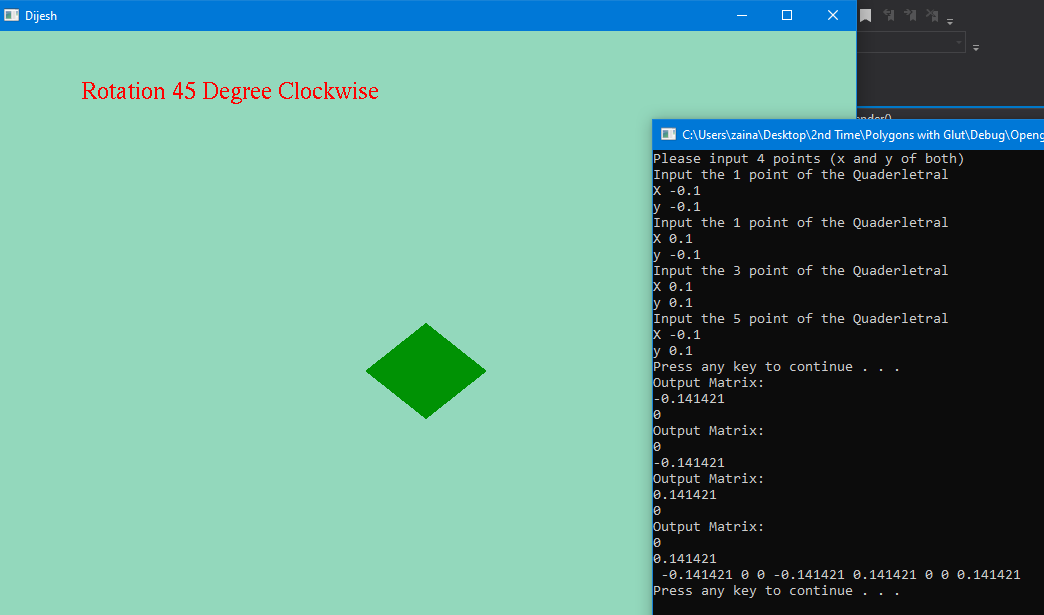 Dijesh
Rotation 45 Degree Clockwise
C:\Users\zaina\Desktop\2nd Time\Polygons with Glut\Debug\Openg
Please input 4 points (x and y of both)
Input the 1 point of the Quaderletral
X -0.1
y -0.1
Input the 1 point of the Quaderletral
X 0.1
y -0.1
Input the 3 point of the Quaderletral
X 0.1
y 0.1
Input the 5 point of the Quaderletral
X -0.1
y 0.1
Press any key to continue . . .
Output Matrix:
-0.141421
0
Output Matrix:
0
-0.141421
Output Matrix:
0.141421
0
Output Matrix:
0
0.141421
-0.141421 0 0 -0.141421 0.141421 0 0 0.141421
Press any key to continue . . .